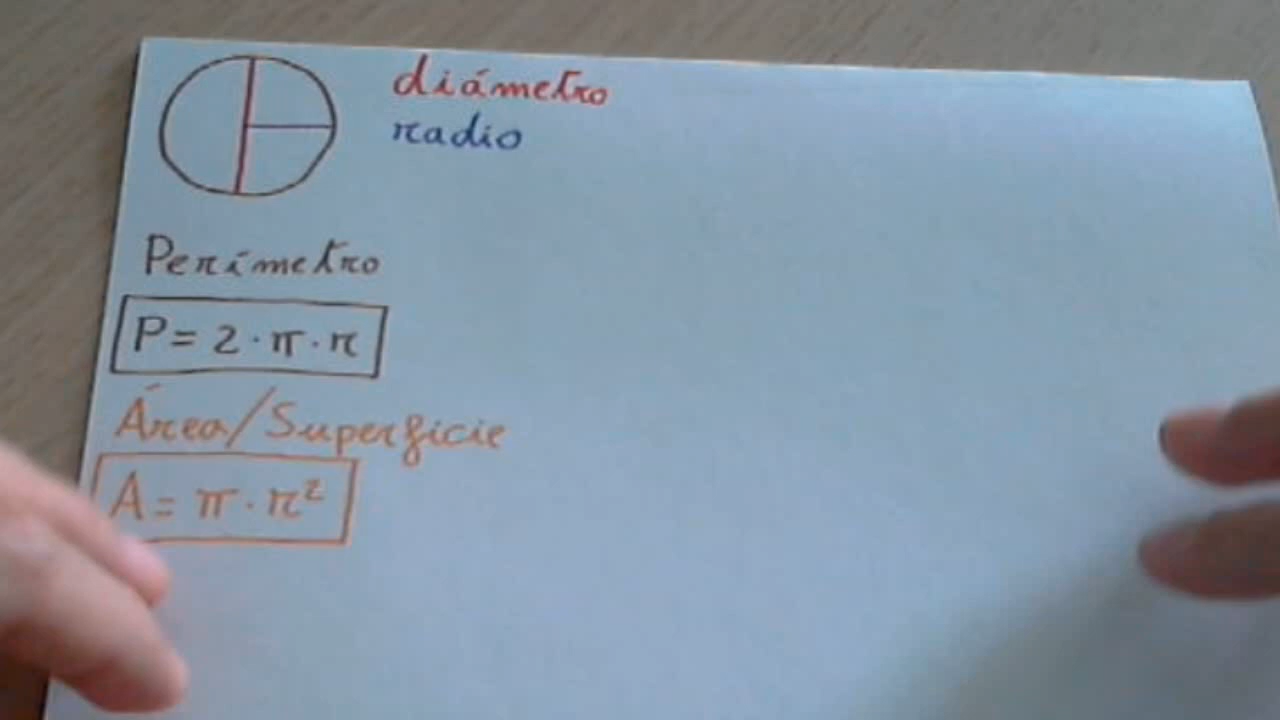 diámetro
radio
Perímetro
P = 2 · π · r
Área/Superficie
A = π · r²